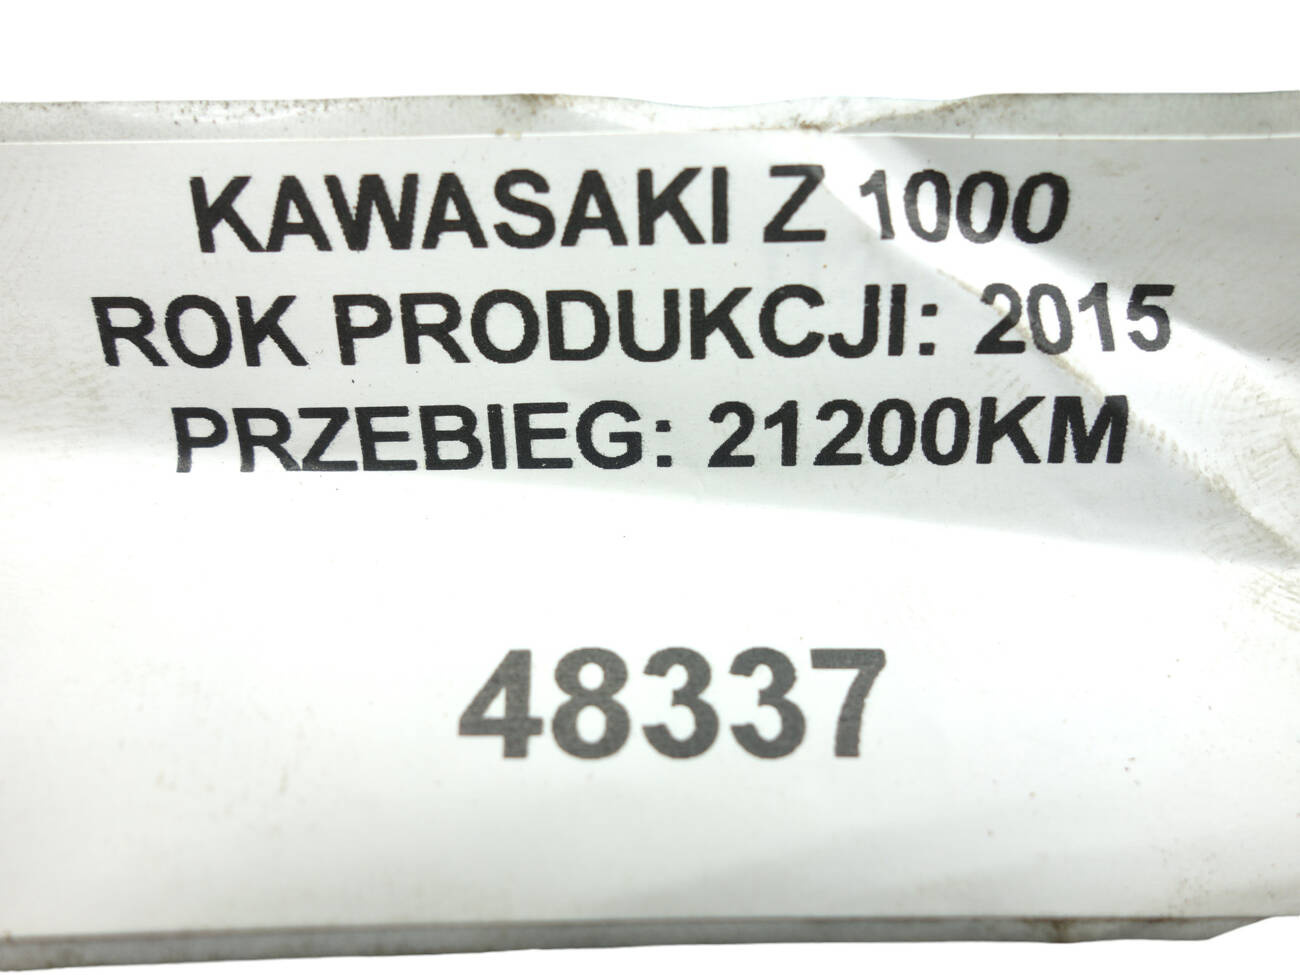 KAWASAKI Z 1000
ROK PRODUKCJI: 2015
PRZEBIEG: 21200KM
48337